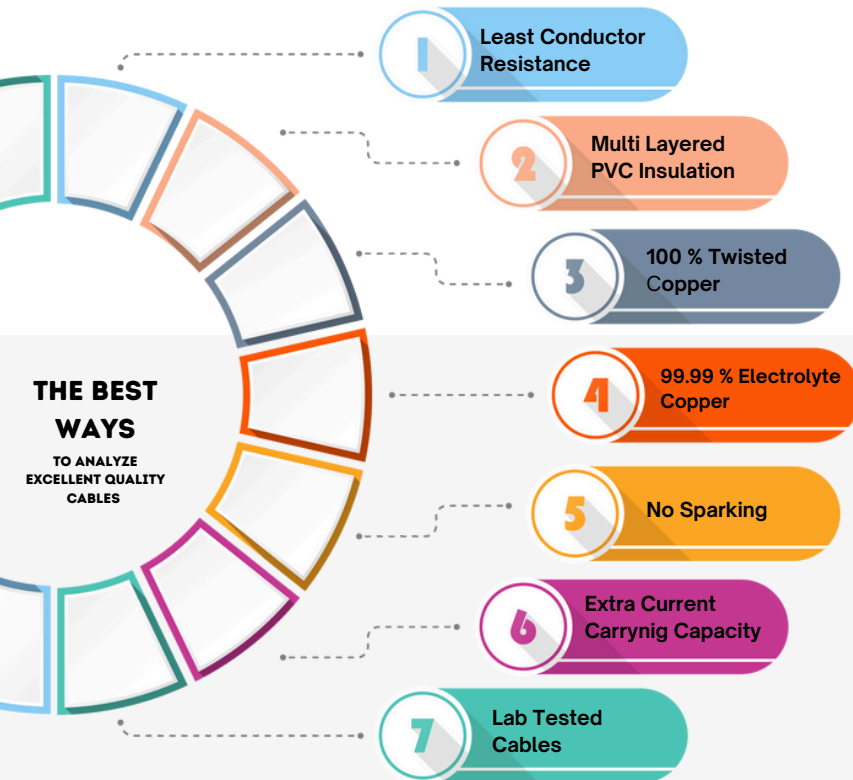 1
Least Conductor
Resistance
2
Multi Layered
PVC Insulation
3
100 % Twisted
Copper
THE BEST
WAYS
TO ANALYZE
EXCELLENT QUALITY
CABLES
4
99.99 % Electrolyte
Copper
5
No Sparking
6
Extra Current
Carrynig Capacity
7
Lab Tested
Cables